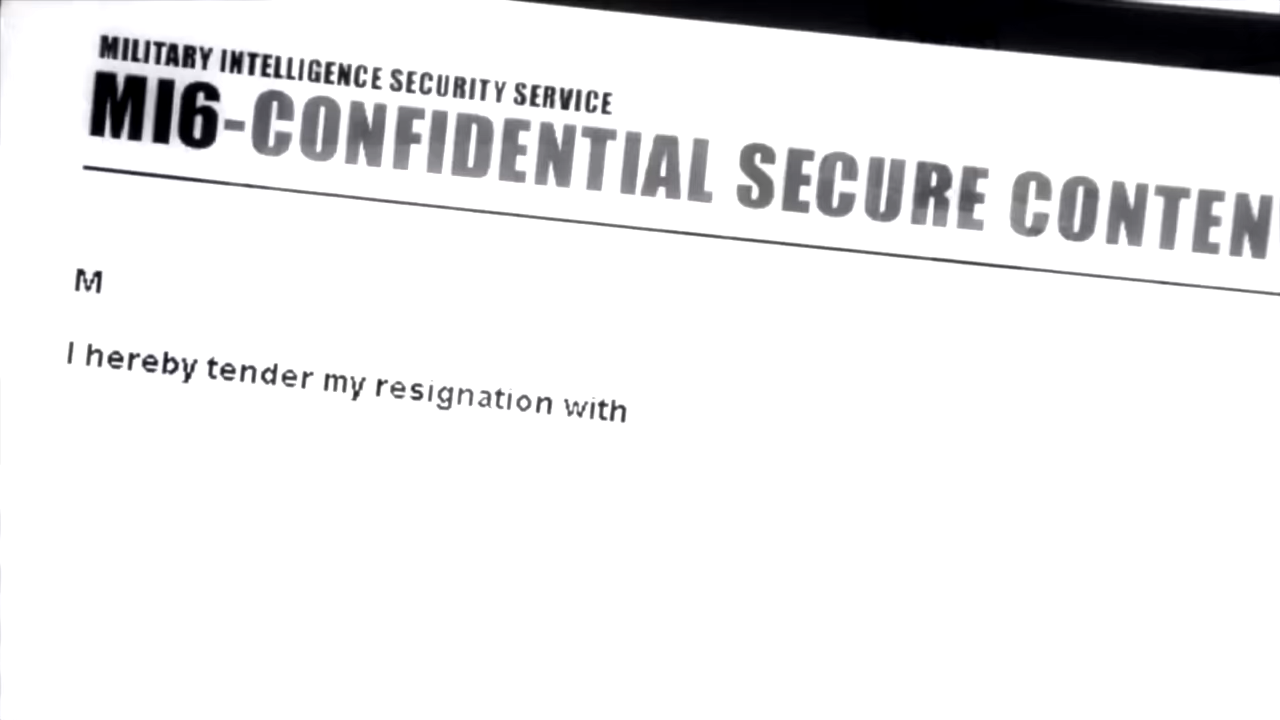 MILITARY INTELLIGENCE SECURITY SERVICE
MI6-CONFIDENTIAL SECURE CONTEN
M
I hereby tender my resignation with